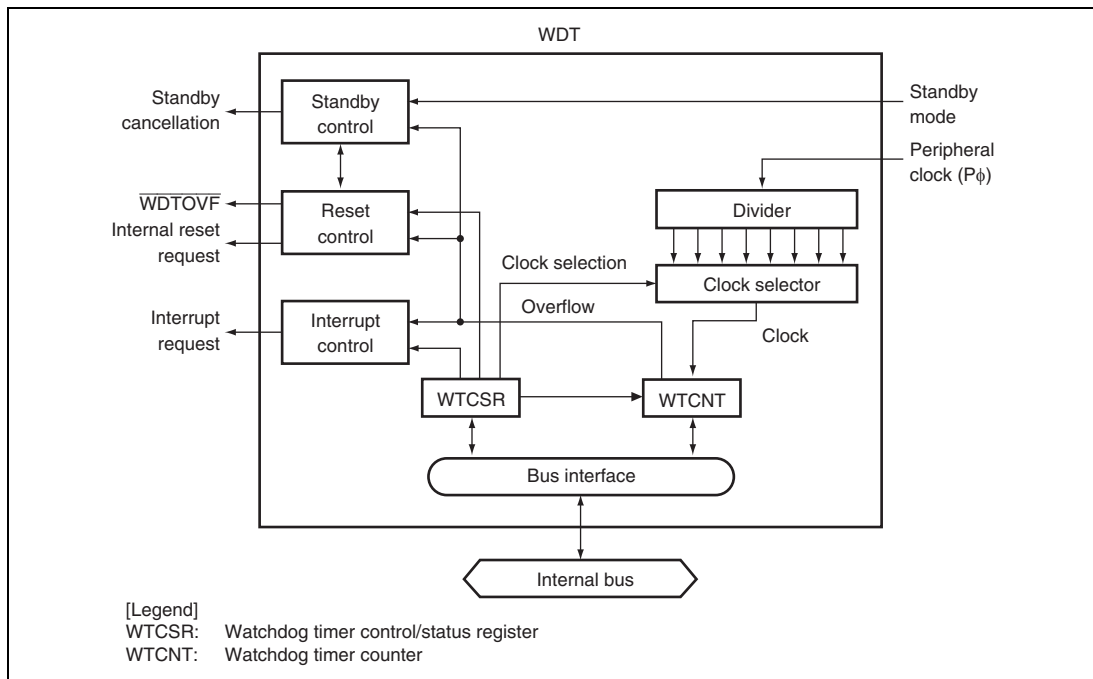 WDT
Standby
cancellation
Standby
control
Standby
mode
Peripheral
clock (Pϕ)
W̅D̅T̅O̅V̅F̅
Internal reset
request
Reset
control
Divider
Clock selection
Clock selector
Interrupt
request
Interrupt
control
Overflow
Clock
WTCSR
WTCNT
Bus interface
Internal bus
[Legend]
WTCSR: Watchdog timer control/status register
WTCNT: Watchdog timer counter